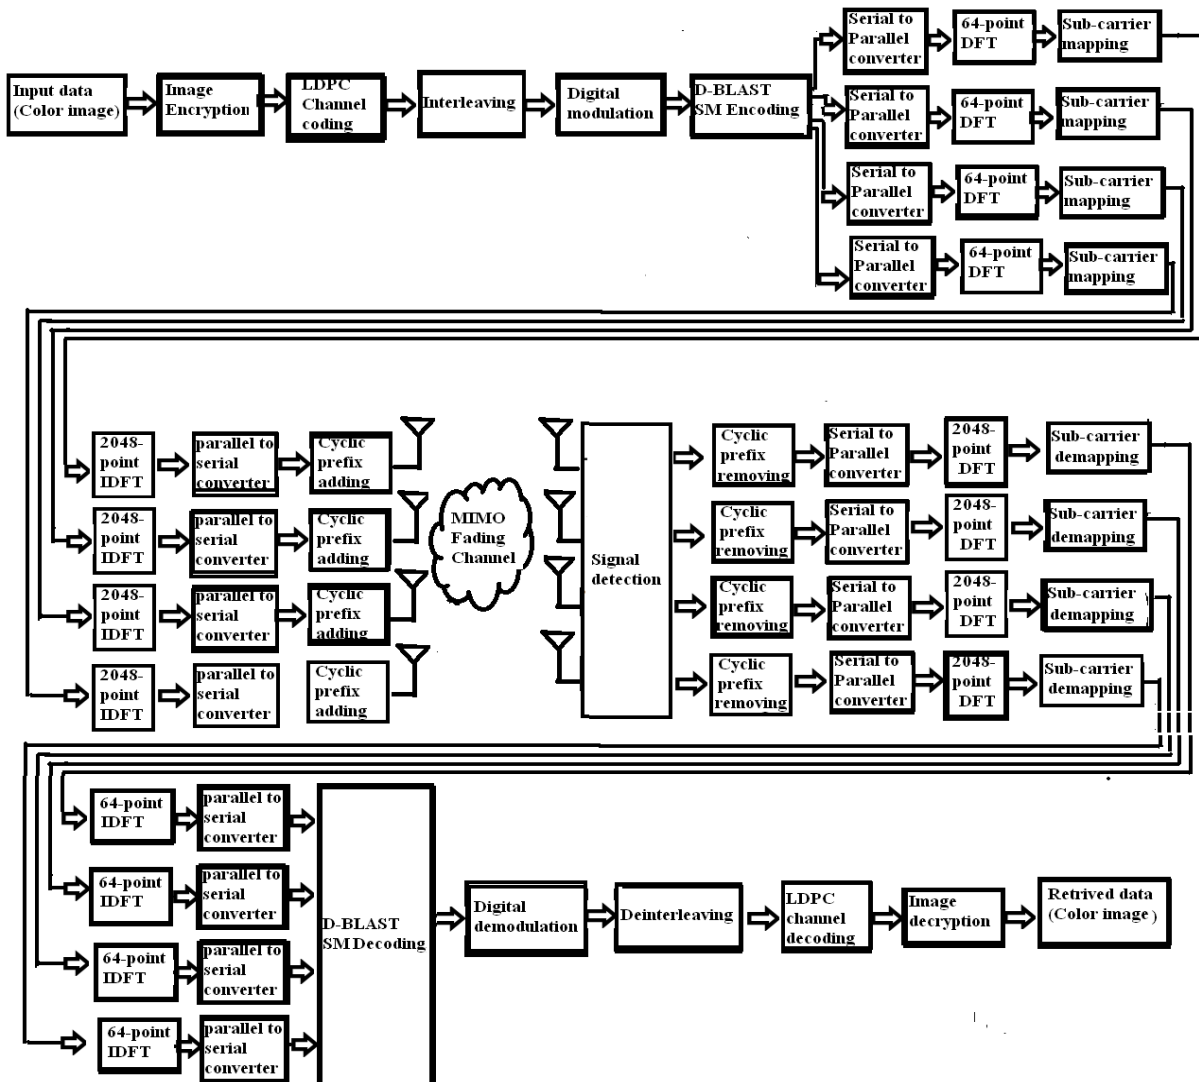 Input data
(Color image)
Image
Encryption
LDPC
Channel
coding
Interleaving
Digital
modulation
D-BLAST
SM Encoding
Serial to
Parallel
converter
64-point
DFT
Sub-carrier
mapping
Serial to
Parallel
converter
64-point
DFT
Sub-carrier
mapping
Serial to
Parallel
converter
64-point
DFT
Sub-carrier
mapping
Serial to
Parallel
converter
64-point
DFT
Sub-carrier
mapping
2048-
point
IDFT
parallel to
serial
converter
Cyclic
prefix
adding
2048-
point
IDFT
parallel to
serial
converter
Cyclic
prefix
adding
2048-
point
IDFT
parallel to
serial
converter
Cyclic
prefix
adding
2048-
point
IDFT
parallel to
serial
converter
Cyclic
prefix
adding
MIMO
Fading
Channel
Signal
detection
Cyclic
prefix
removing
Serial to
Parallel
converter
2048-
point
DFT
Sub-carrier
demapping
Cyclic
prefix
removing
Serial to
Parallel
converter
2048-
point
DFT
Sub-carrier
demapping
Cyclic
prefix
removing
Serial to
Parallel
converter
2048-
point
DFT
Sub-carrier
demapping
Cyclic
prefix
removing
Serial to
Parallel
converter
2048-
point
DFT
Sub-carrier
demapping
64-point
IDFT
parallel to
serial
converter
64-point
IDFT
parallel to
serial
converter
64-point
IDFT
parallel to
serial
converter
64-point
IDFT
parallel to
serial
converter
D-BLAST
SM Decoding
Digital
demodulation
Deinterleaving
LDPC
channel
decoding
Image
decryption
Retrived data
(Color image)